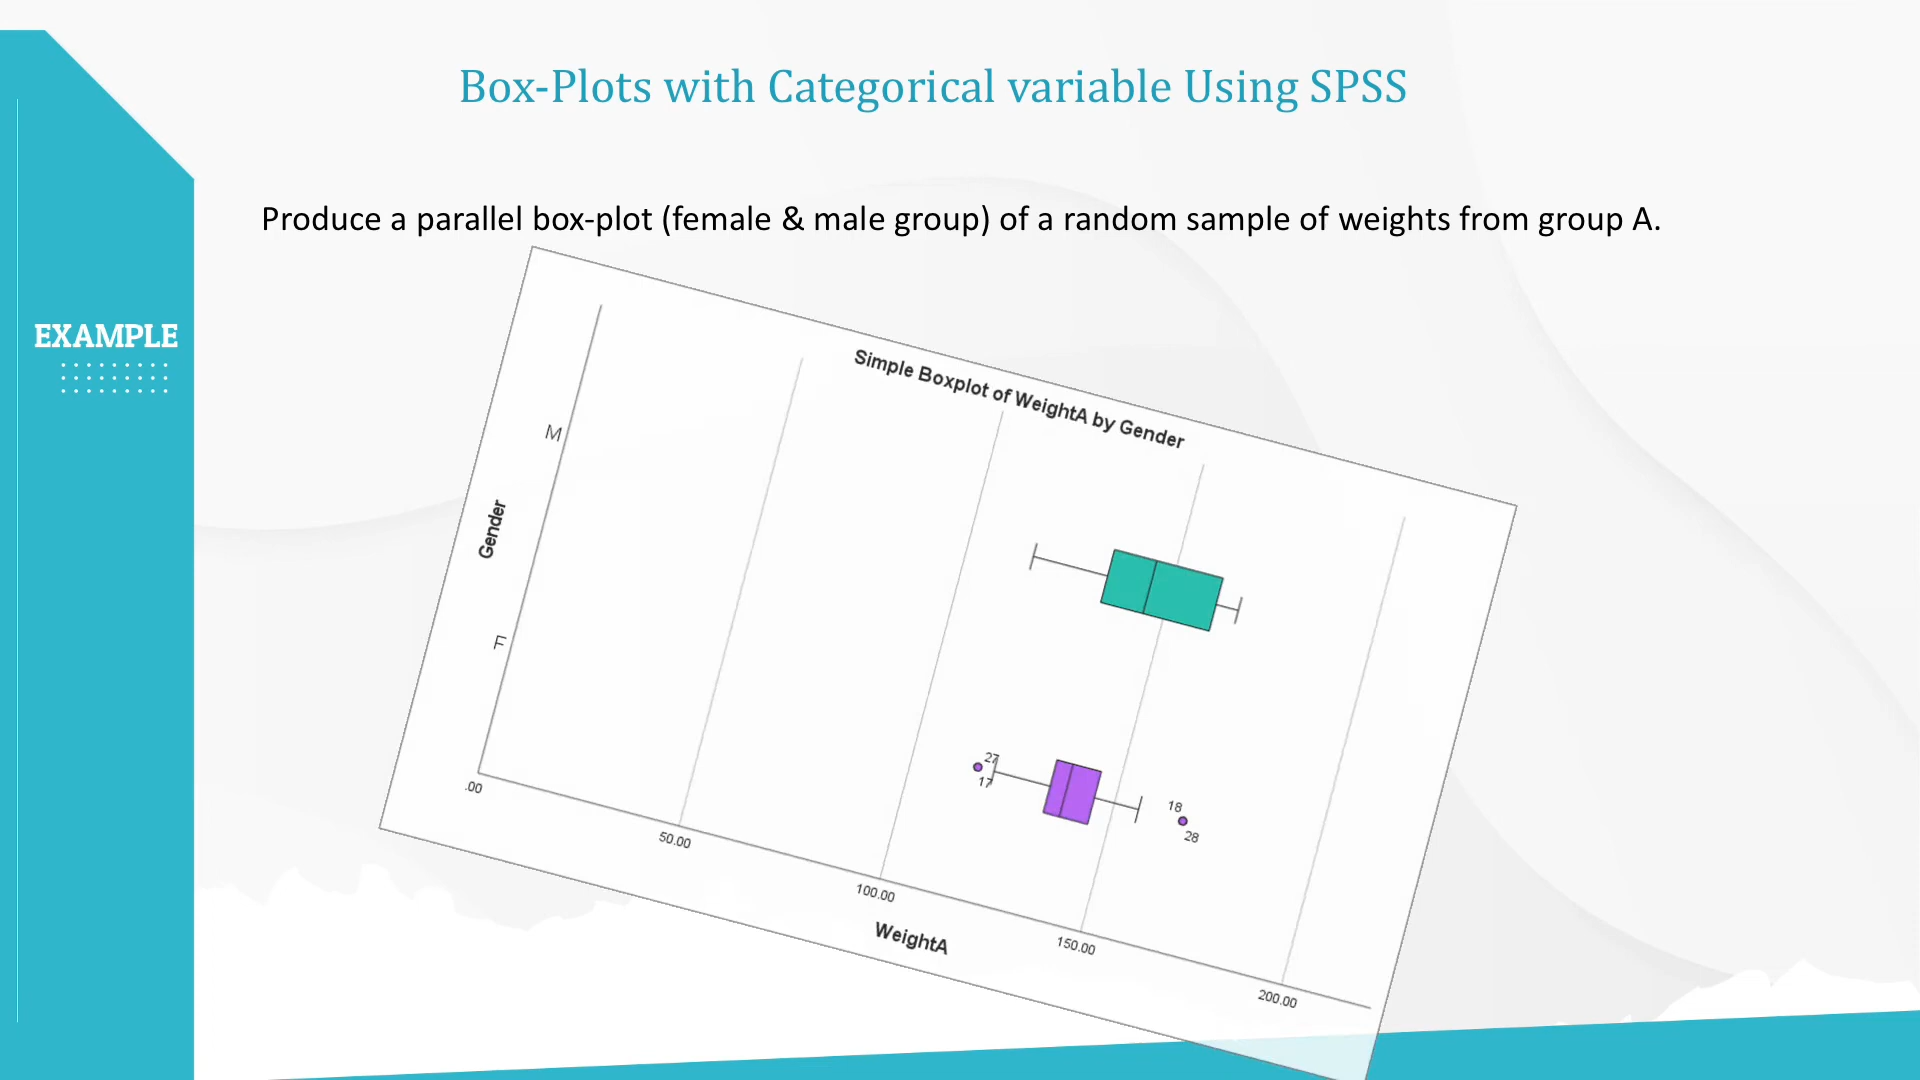 Box-Plots with Categorical variable Using SPSS
Produce a parallel box-plot (female & male group) of a random sample of weights from group A.
EXAMPLE
Simple Boxplot of WeightA by Gender
M
Gender
F
27
17
18
28
.00
50.00
100.00
150.00
200.00
WeightA